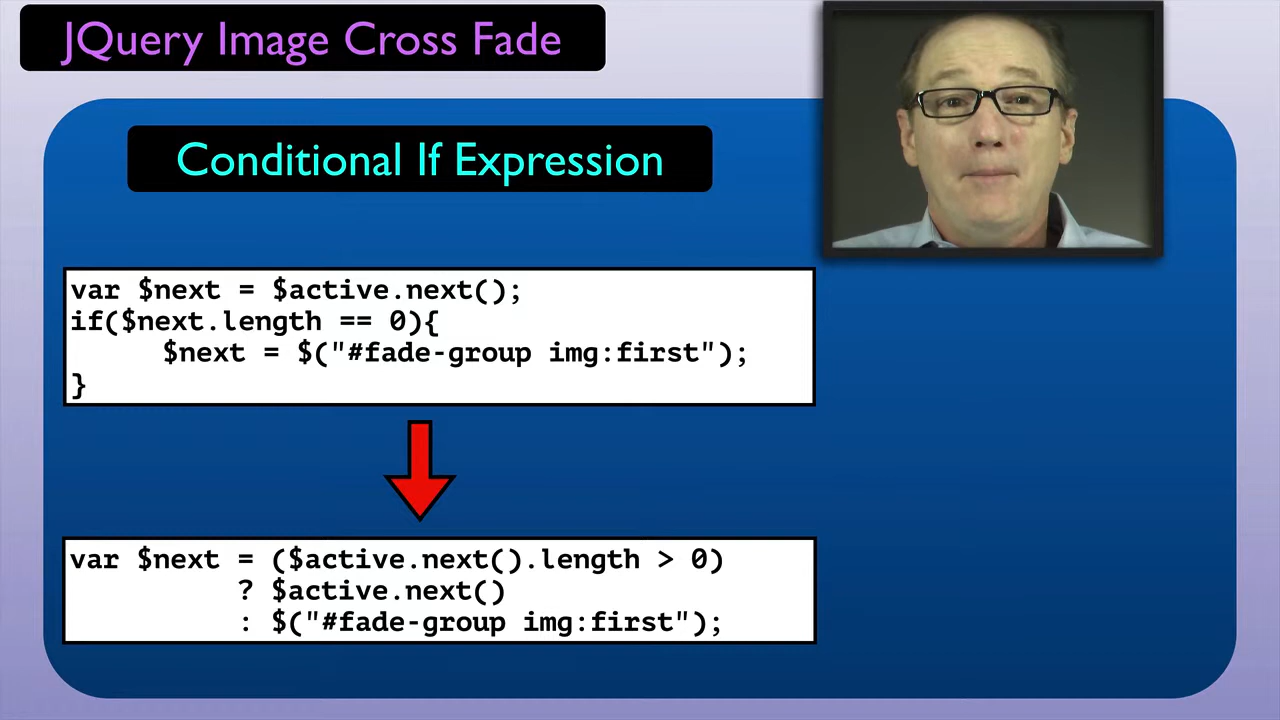 JQuery Image Cross Fade
Conditional If Expression
var $next = $active.next();
if($next.length == 0){
$next = $("#fade-group img:first");
}
var $next = ($active.next().length > 0)
? $active.next()
: $("#fade-group img:first");